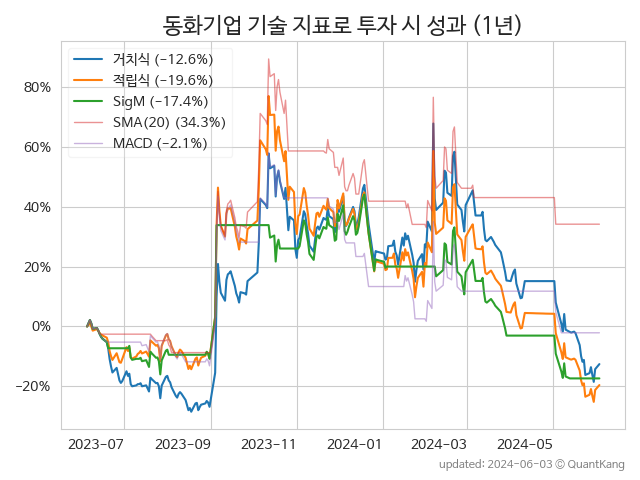 동화기업 기술 지표로 투자 시 성과 (1년)
거치식 (−12.6%)
적립식 (−19.6%)
SigM (−17.4%)
SMA(20) (34.3%)
MACD (−2.1%)
80%
60%
40%
20%
0%
−20%
2023-07
2023-09
2023-11
2024-01
2024-03
2024-05
updated: 2024-06-03 © QuantKang